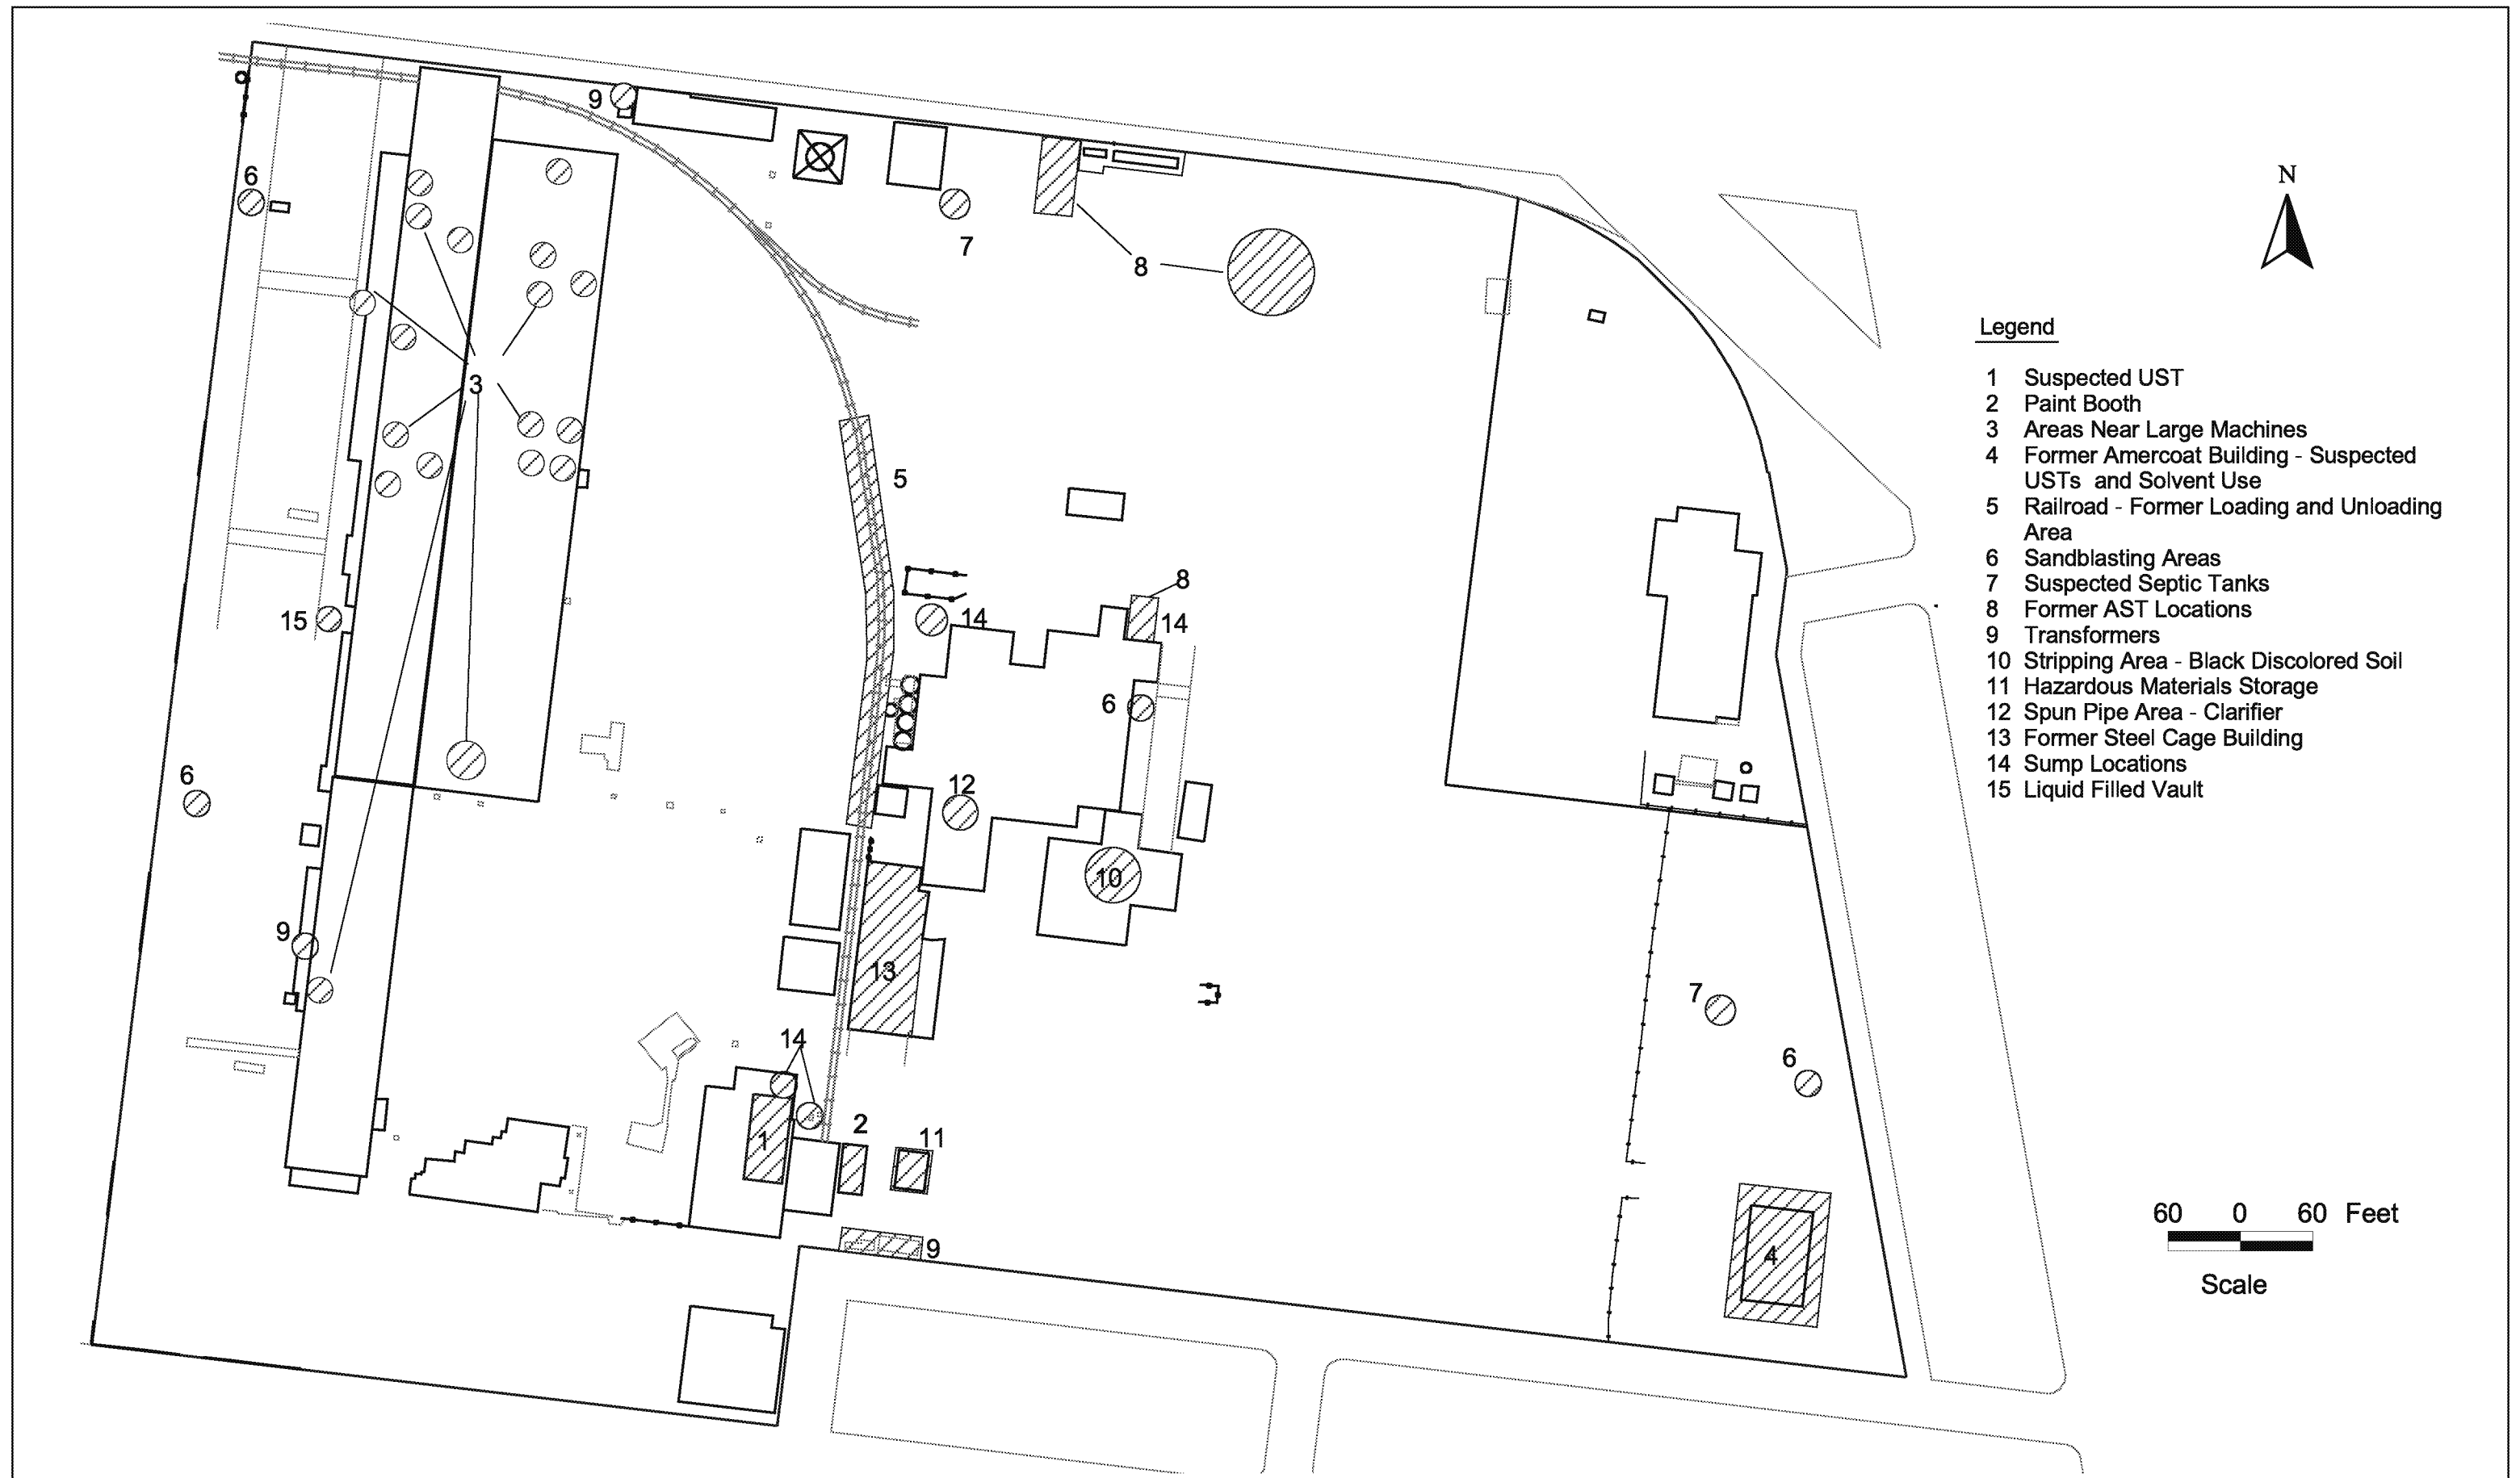 9
6
7
8
N
3
5
8
14
14
15
6
6
12
10
9
13
7
14
6
2
1
11
9
4
Legend
1 Suspected UST
2 Paint Booth
3 Areas Near Large Machines
4 Former Amercoat Building - Suspected
USTs and Solvent Use
5 Railroad - Former Loading and Unloading
Area
6 Sandblasting Areas
7 Suspected Septic Tanks
8 Former AST Locations
9 Transformers
10 Stripping Area - Black Discolored Soil
11 Hazardous Materials Storage
12 Spun Pipe Area - Clarifier
13 Former Steel Cage Building
14 Sump Locations
15 Liquid Filled Vault
60 0 60 Feet
Scale